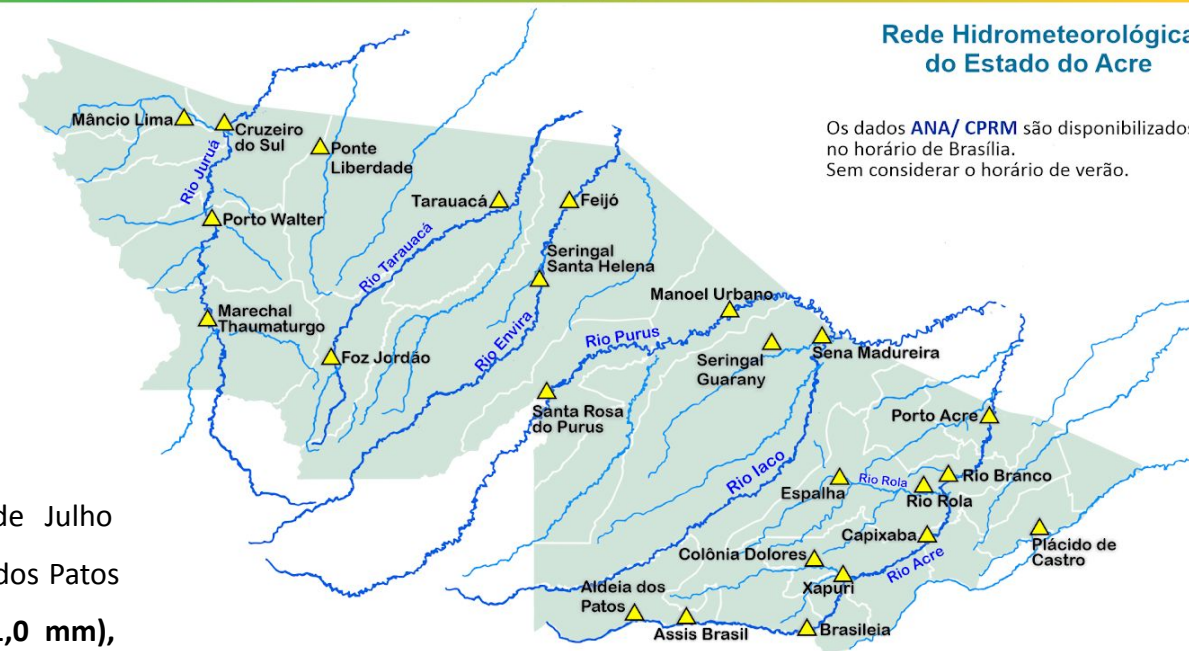 Rede Hidrometeorológica
do Estado do Acre
Os dados ANA/ CPRM são disponibilizados
no horário de Brasília.
Sem considerar o horário de verão.
Mâncio Lima
Cruzeiro
do Sul
Ponte
Liberdade
Rio Juruá
Porto Walter
Tarauacá
Feijó
Rio Tarauacá
Seringal
Santa Helena
Marechal
Thaumaturgo
Foz Jordão
Rio Envira
Manoel Urbano
Rio Purus
Seringal
Guarany
Sena Madureira
Santa Rosa
do Purus
Porto Acre
Rio Iaco
Espalha
Rio Rola
Rio Rola
Rio Branco
Capixaba
Plácido de
Castro
Colônia Dolores
Rio Acre
Xapuri
Aldeia dos
Patos
Assis Brasil
Brasileia
de Julho
dos Patos
,0 mm),